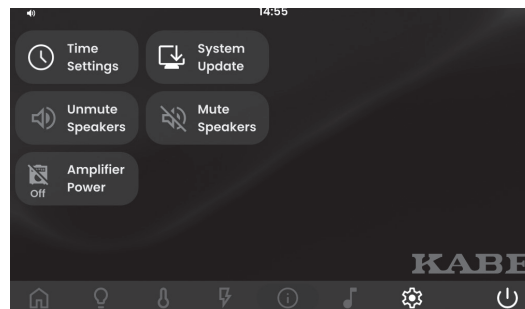 14:55
Time
Settings
System
Update
Unmute
Speakers
Mute
Speakers
Amplifier
Power
Off
KABE